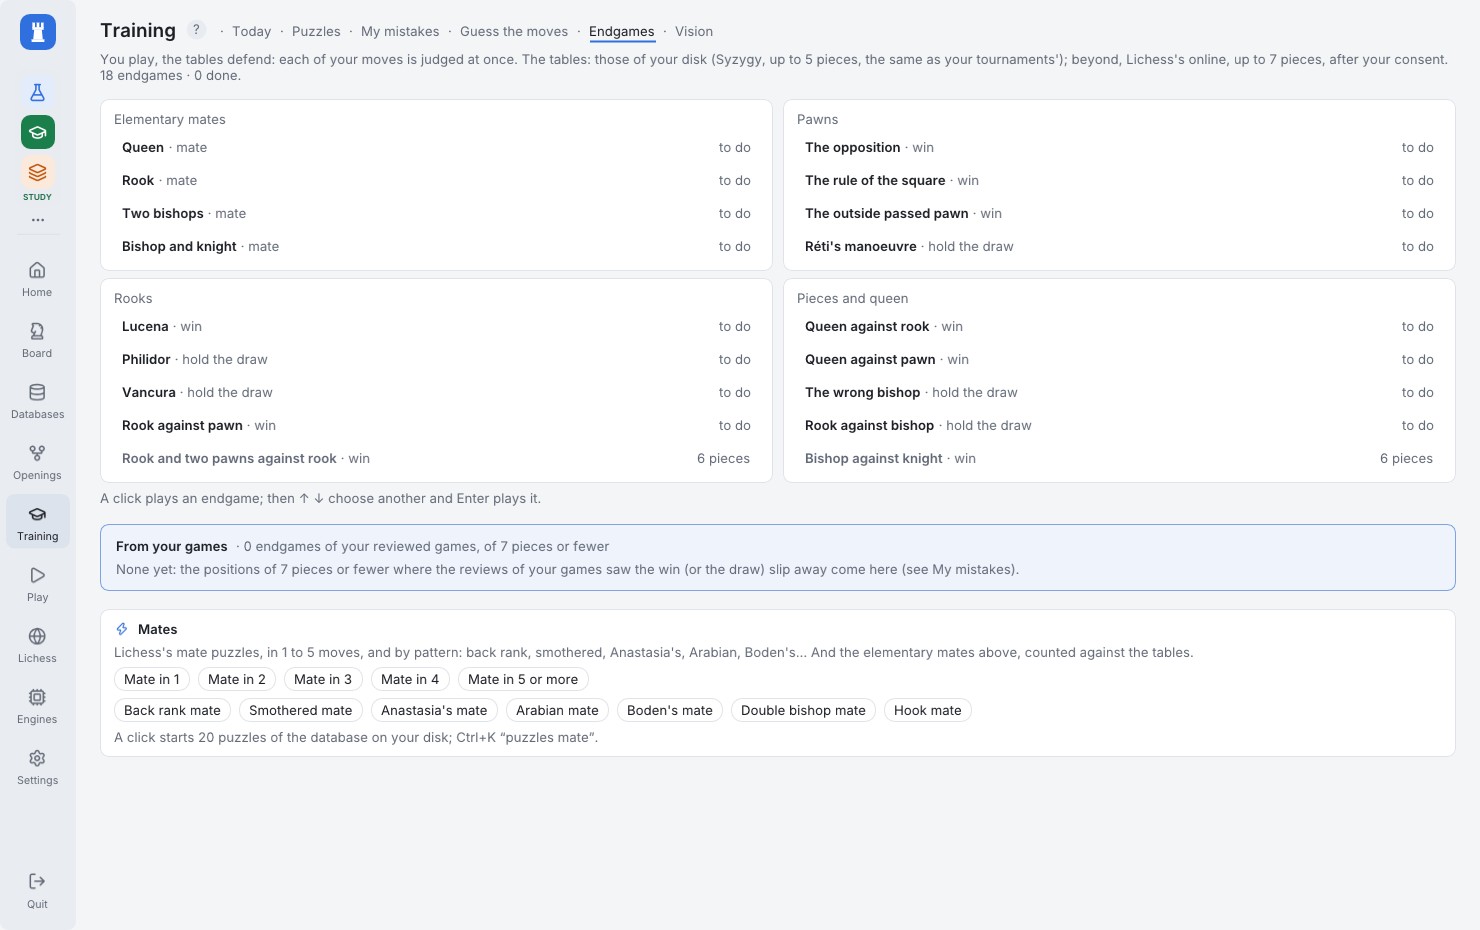 Training ? · Today · Puzzles · My mistakes · Guess the moves · Endgames · Vision
You play, the tables defend: each of your moves is judged at once. The tables: those of your disk (Syzygy, up to 5 pieces, the same as your tournaments'); beyond, Lichess's online, up to 7 pieces, after your consent.
18 endgames · 0 done.
STUDY
Home
Board
Databases
Openings
Training
Play
Lichess
Engines
Settings
Quit
Elementary mates
Queen · mate to do
Rook · mate to do
Two bishops · mate to do
Bishop and knight · mate to do
Pawns
The opposition · win to do
The rule of the square · win to do
The outside passed pawn · win to do
Réti's manoeuvre · hold the draw to do
Rooks
Lucena · win to do
Philidor · hold the draw to do
Vancura · hold the draw to do
Rook against pawn · win to do
Rook and two pawns against rook · win 6 pieces
Pieces and queen
Queen against rook · win to do
Queen against pawn · win to do
The wrong bishop · hold the draw to do
Rook against bishop · hold the draw to do
Bishop against knight · win 6 pieces
A click plays an endgame; then ↑ ↓ choose another and Enter plays it.
From your games · 0 endgames of your reviewed games, of 7 pieces or fewer
None yet: the positions of 7 pieces or fewer where the reviews of your games saw the win (or the draw) slip away come here (see My mistakes).
Mates
Lichess's mate puzzles, in 1 to 5 moves, and by pattern: back rank, smothered, Anastasia's, Arabian, Boden's... And the elementary mates above, counted against the tables.
Mate in 1 Mate in 2 Mate in 3 Mate in 4 Mate in 5 or more
Back rank mate Smothered mate Anastasia's mate Arabian mate Boden's mate Double bishop mate Hook mate
A click starts 20 puzzles of the database on your disk; Ctrl+K “puzzles mate”.